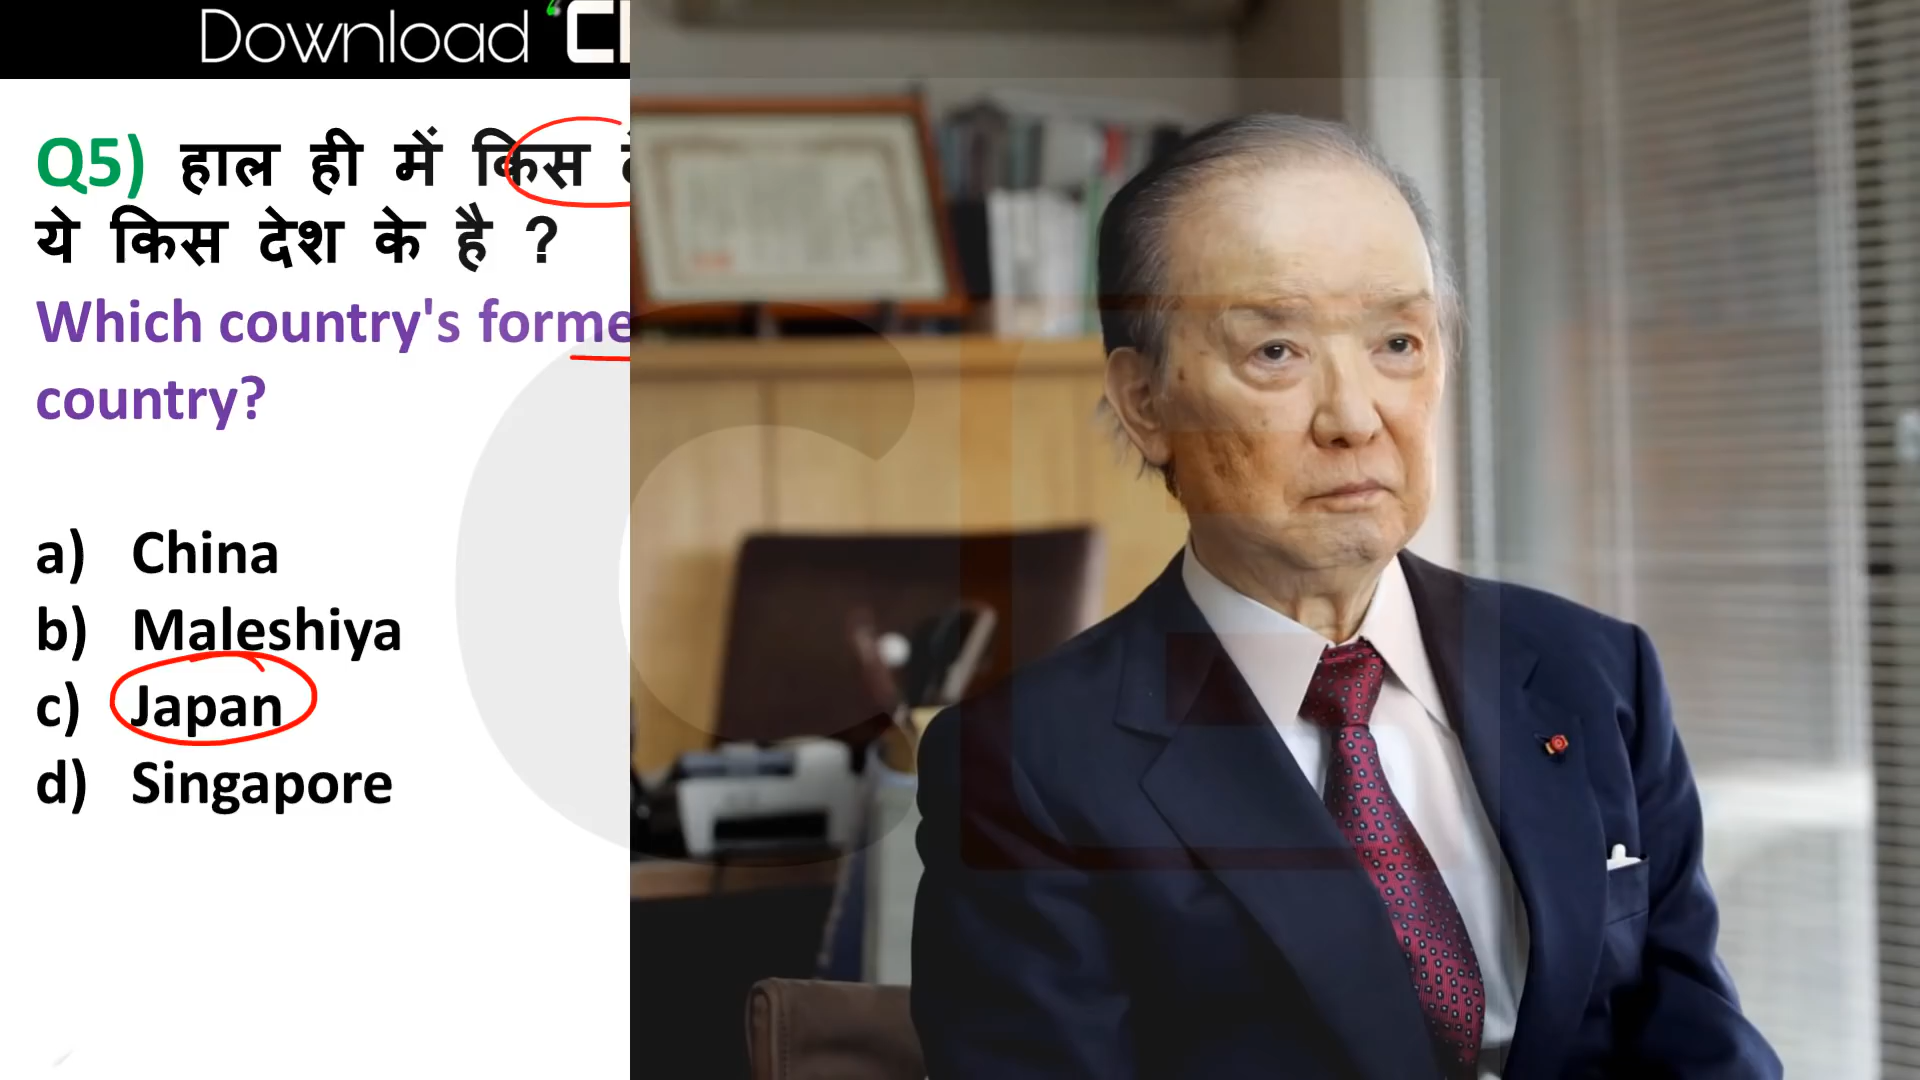 Download
Q5) हाल ही में किस
ये किस देश के है ?
Which country's forme
country?
a) China
b) Maleshiya
c) Japan
d) Singapore